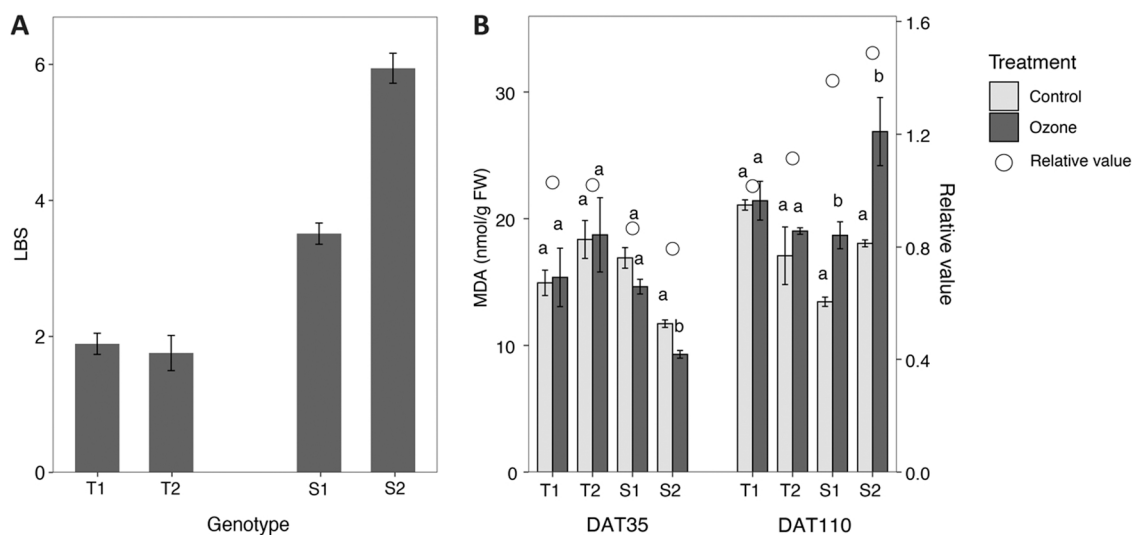 A
LBS
6
4
2
0
T1 T2 S1 S2
Genotype
B
MDA (nmol/g FW)
30
20
10
0
a a a a a a a b
a a a a a b a b
T1 T2 S1 S2 T1 T2 S1 S2
DAT35 DAT110
1.6
1.2
0.8
0.4
0.0
Relative value
Treatment
Control
Ozone
Relative value